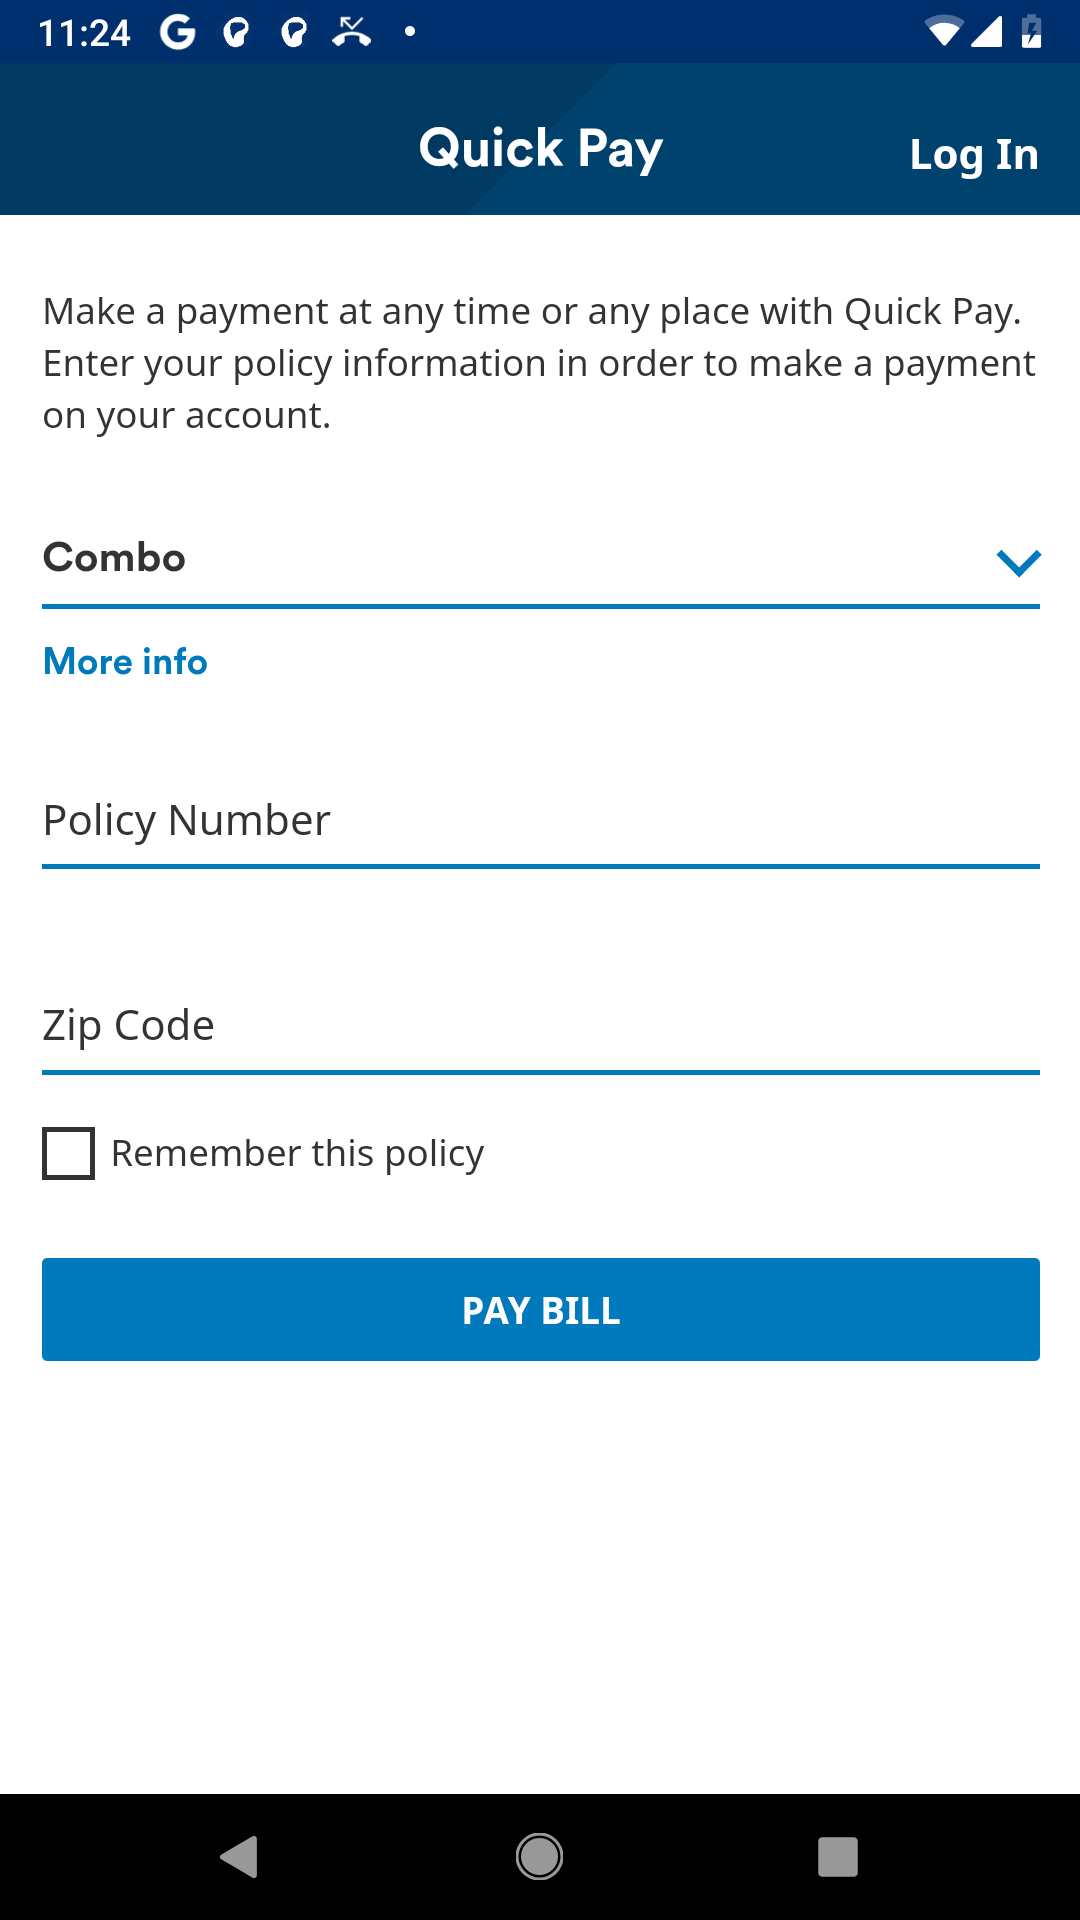 11:24
Quick Pay
Log In
Make a payment at any time or any place with Quick Pay.
Enter your policy information in order to make a payment
on your account.
Combo
More info
Policy Number
Zip Code
Remember this policy
PAY BILL